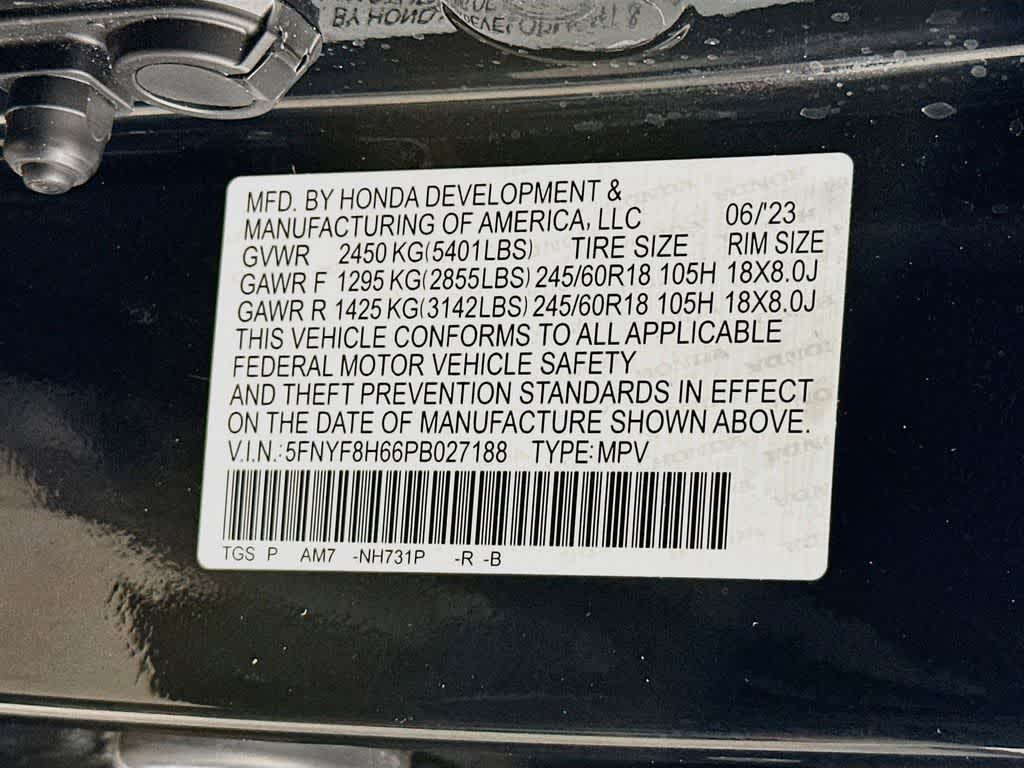 MFD. BY HONDA DEVELOPMENT &
MANUFACTURING OF AMERICA, LLC 06/'23
GVWR 2450 KG(5401LBS) TIRE SIZE RIM SIZE
GAWR F 1295 KG(2855LBS) 245/60R18 105H 18X8.0J
GAWR R 1425 KG(3142LBS) 245/60R18 105H 18X8.0J
THIS VEHICLE CONFORMS TO ALL APPLICABLE
FEDERAL MOTOR VEHICLE SAFETY
AND THEFT PREVENTION STANDARDS IN EFFECT
ON THE DATE OF MANUFACTURE SHOWN ABOVE.
V.I.N.:5FNYF8H66PB027188 TYPE:MPV
TGS P AM7 -NH731P -R -B